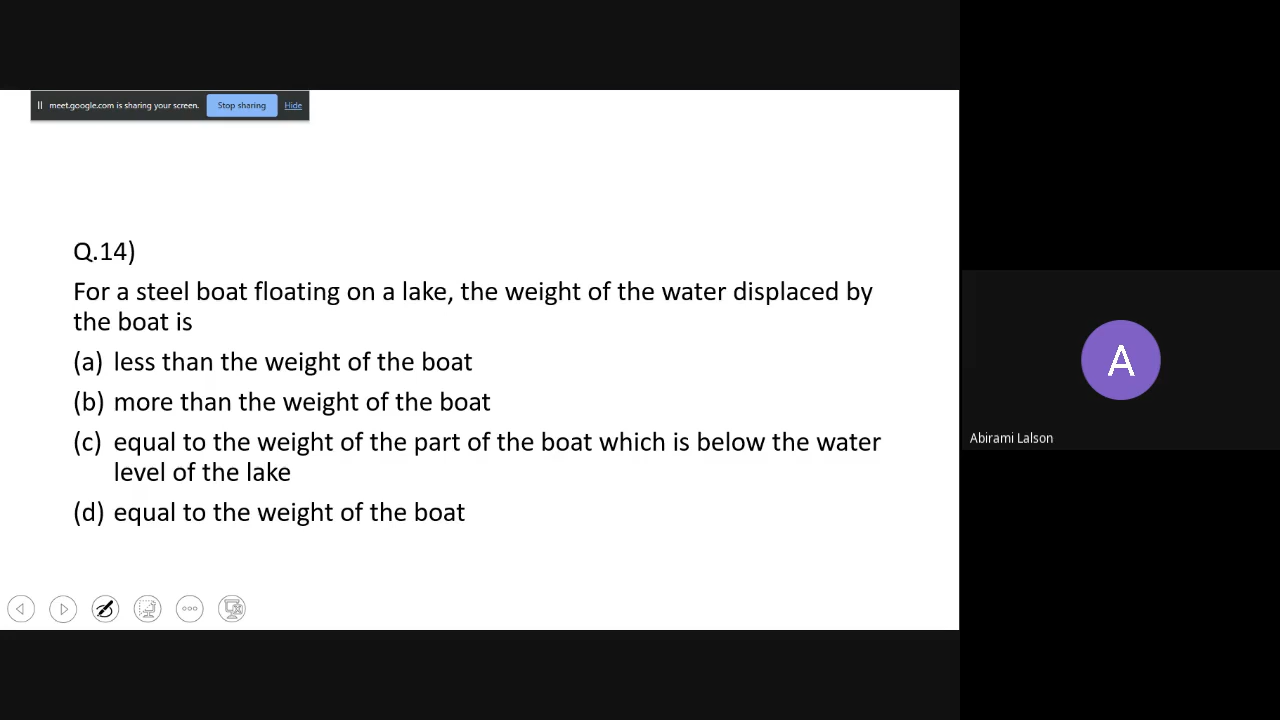 meet.google.com is sharing your screen. Stop sharing Hide
Q.14)
For a steel boat floating on a lake, the weight of the water displaced by
the boat is
(a) less than the weight of the boat
(b) more than the weight of the boat
(c) equal to the weight of the part of the boat which is below the water
level of the lake
(d) equal to the weight of the boat
A
Abirami Lalson